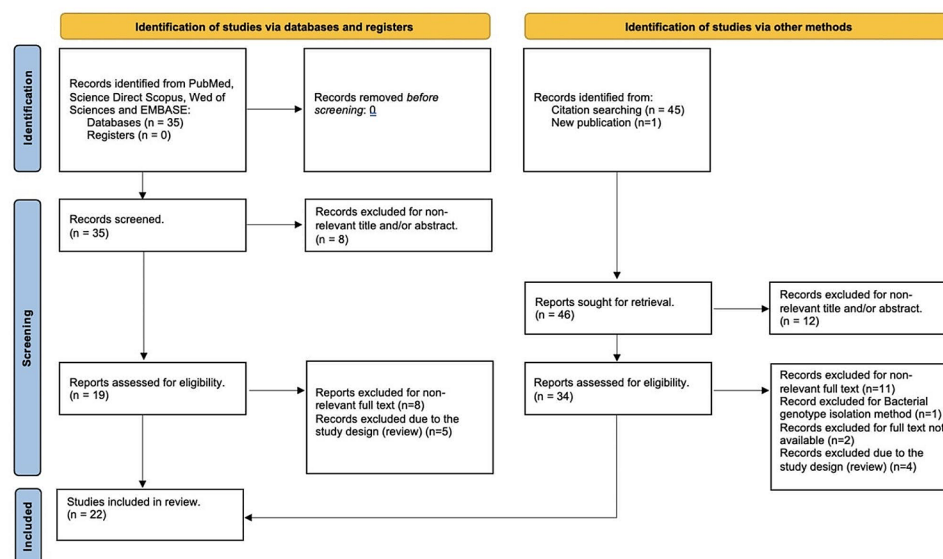 Identification of studies via databases and registers
Identification of studies via other methods
Identification
Records identified from PubMed,
Science Direct Scopus, Wed of
Sciences and EMBASE:
Databases (n = 35)
Registers (n = 0)
Records removed before
screening: 0
Records identified from:
Citation searching (n = 45)
New publication (n=1)
Screening
Records screened.
(n = 35)
Records excluded for non-
relevant title and/or abstract.
(n = 8)
Reports sought for retrieval.
(n = 46)
Records excluded for non-
relevant title and/or abstract.
(n = 12)
Reports assessed for eligibility.
(n = 19)
Reports excluded for non-
relevant full text (n=8)
Records excluded due to the
study design (review) (n=5)
Reports assessed for eligibility.
(n = 34)
Records excluded for non-
relevant full text (n=11)
Record excluded for Bacterial
genotype isolation method (n=1)
Records excluded for full text not
available (n=2)
Records excluded due to the
study design (review) (n=4)
Included
Studies included in review.
(n = 22)